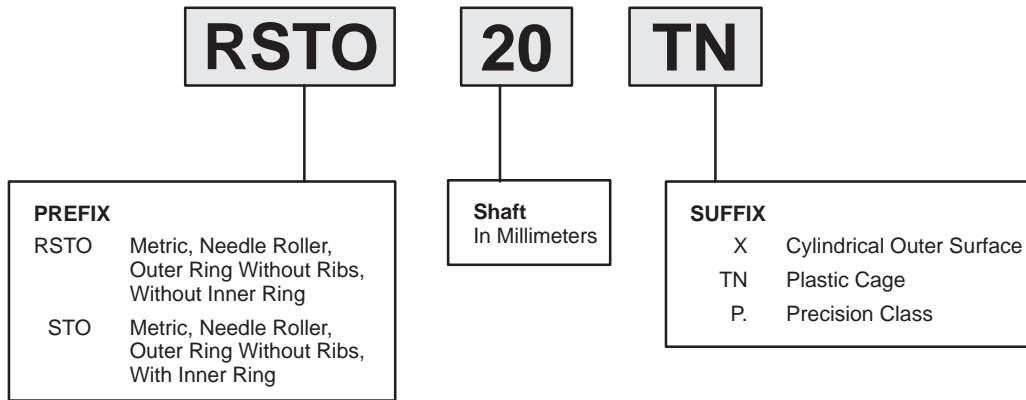 RSTO 20 TN
PREFIX
RSTO Metric, Needle Roller,
Outer Ring Without Ribs,
Without Inner Ring
STO Metric, Needle Roller,
Outer Ring Without Ribs,
With Inner Ring
Shaft
In Millimeters
SUFFIX
X Cylindrical Outer Surface
TN Plastic Cage
P. Precision Class